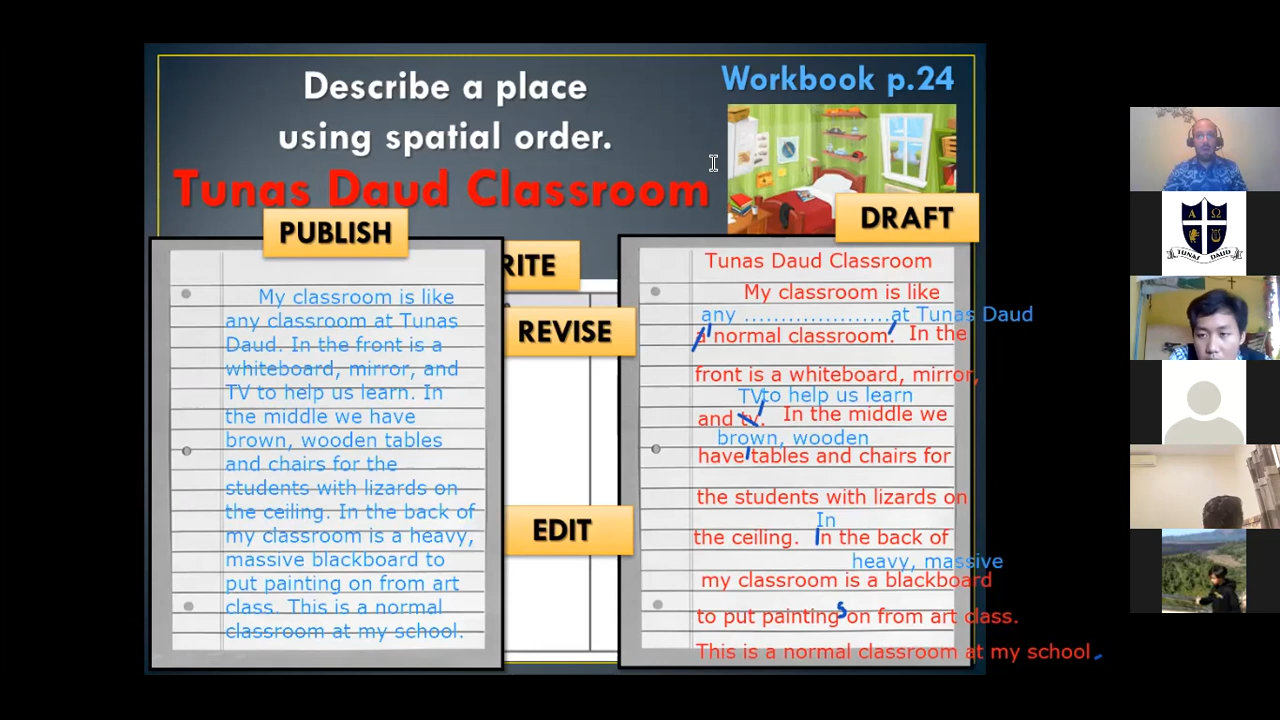 Describe a place
using spatial order.
Tunas Daud Classroom
Workbook p.24
PUBLISH
RITE
REVISE
EDIT
DRAFT
My classroom is like
any classroom at Tunas
Daud. In the front is a
whiteboard, mirror, and
TV to help us learn. In
the middle we have
brown, wooden tables
and chairs for the
students with lizards on
the ceiling. In the back of
my classroom is a heavy,
massive blackboard to
put painting on from art
class. This is a normal
classroom at my school.
Tunas Daud Classroom
My classroom is like
any ....................at Tunas Daud
a normal classroom. In the
front is a whiteboard, mirror,
TV to help us learn
and tv. In the middle we
brown, wooden
have tables and chairs for
the students with lizards on
In
the ceiling. In the back of
heavy, massive
my classroom is a blackboard
to put paintings on from art class.
This is a normal classroom at my school.
A Ω
TUNAS DAUD